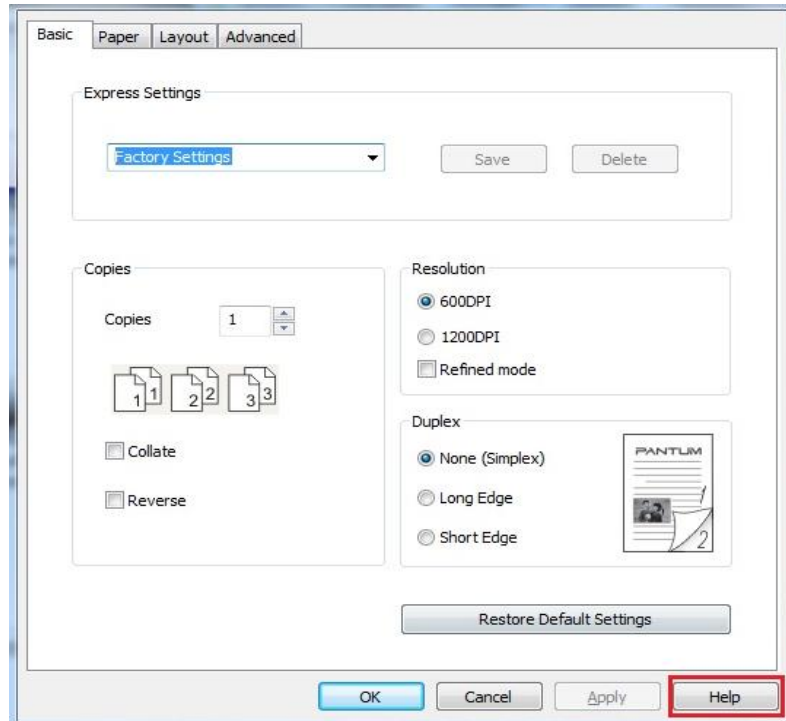 Basic Paper Layout Advanced
Express Settings
Factory Settings Save Delete
Copies
Copies 1
1 1 2 2 3 3
Collate
Reverse
Resolution
600DPI
1200DPI
Refined mode
Duplex
None (Simplex)
Long Edge
Short Edge
PANTUM
1
2
Restore Default Settings
OK Cancel Apply Help